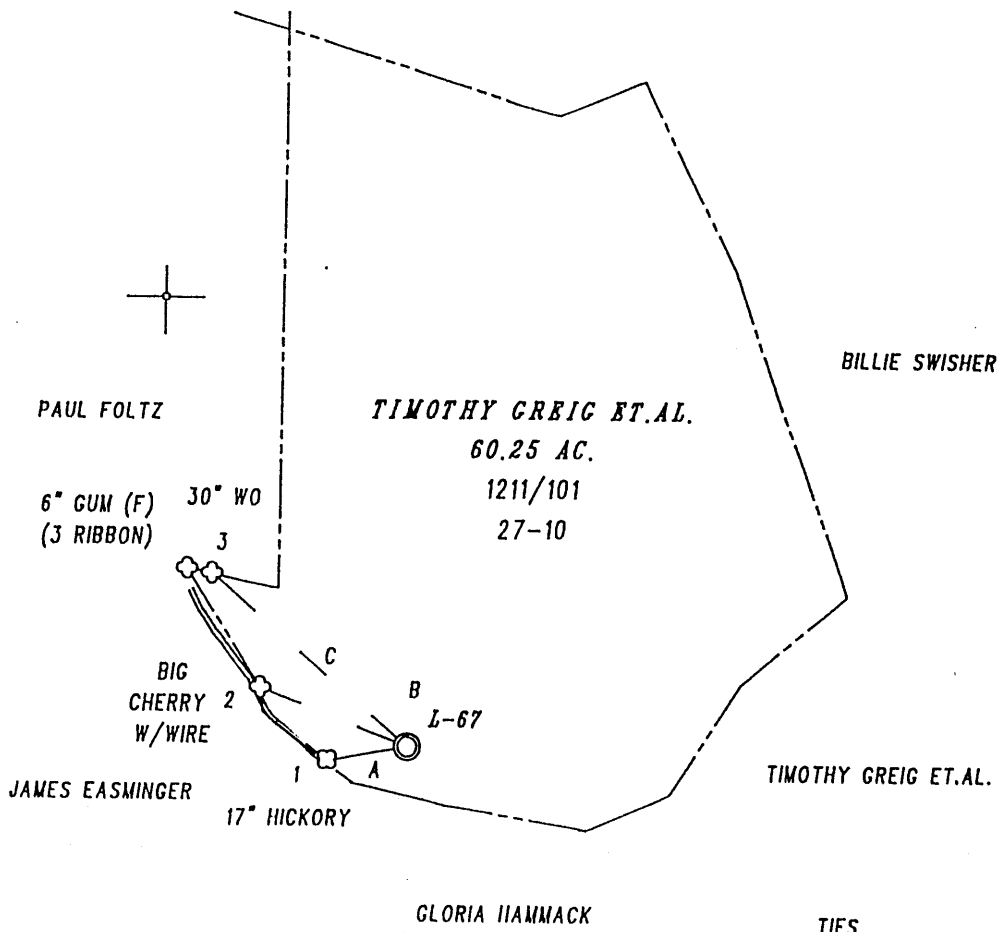 BILLIE SWISHER
PAUL FOLTZ
TIMOTHY GREIG ET.AL.
60.25 AC.
1211/101
27-10
6" GUM (F)
(3 RIBBON)
30" WO
3
C
BIG
CHERRY
W/WIRE
2
B
L-67
1
A
JAMES EASMINGER
17" HICKORY
TIMOTHY GREIG ET.AL.
GLORIA HAMMACK
TIES